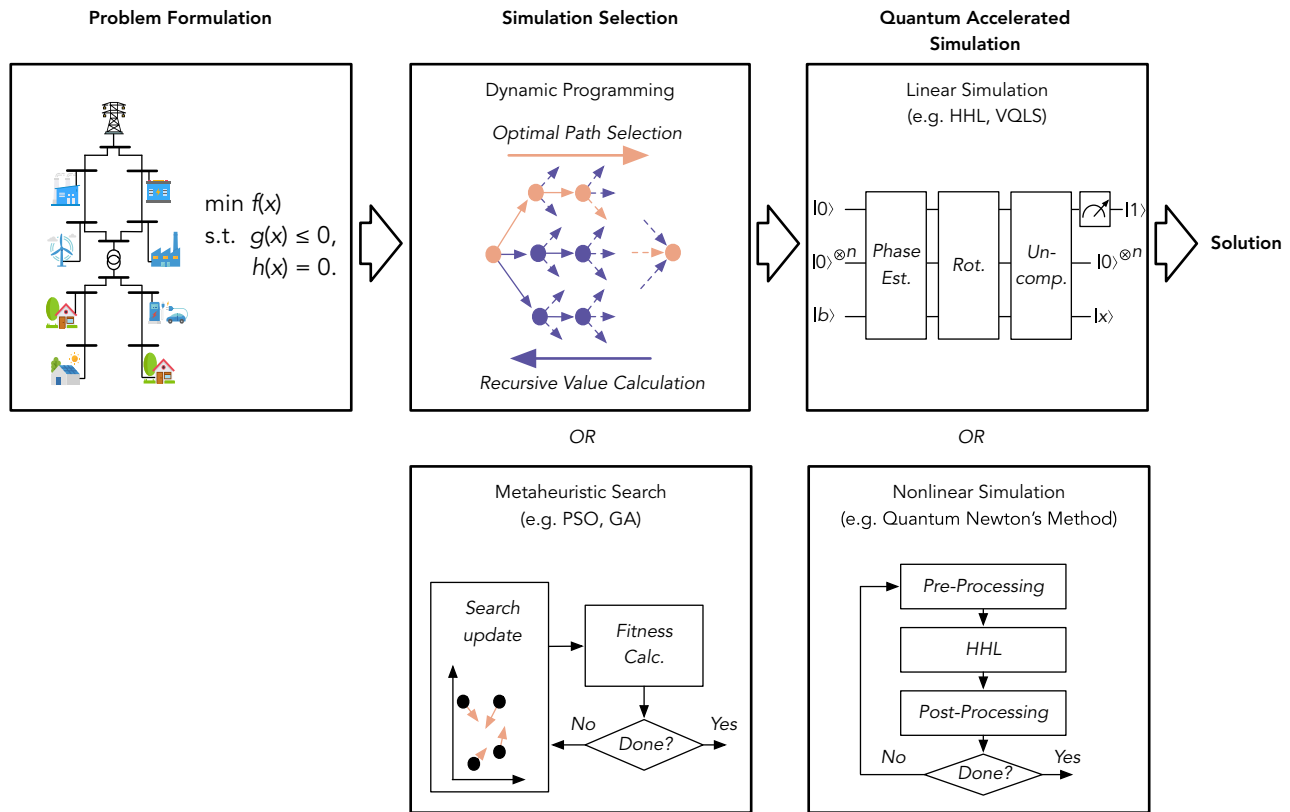 Problem Formulation
min f(x)
s.t. g(x) ≤ 0,
h(x) = 0.
Simulation Selection
Dynamic Programming
Optimal Path Selection
Recursive Value Calculation
OR
Metaheuristic Search
(e.g. PSO, GA)
Search
update
Fitness
Calc.
Done?
No
Yes
Quantum Accelerated
Simulation
Linear Simulation
(e.g. HHL, VQLS)
|0⟩
|0⟩⊗n
|b⟩
Phase
Est.
Rot.
Un-
comp.
|1⟩
|0⟩⊗n
|x⟩
OR
Nonlinear Simulation
(e.g. Quantum Newton's Method)
Pre-Processing
HHL
Post-Processing
Done?
No
Yes
Solution